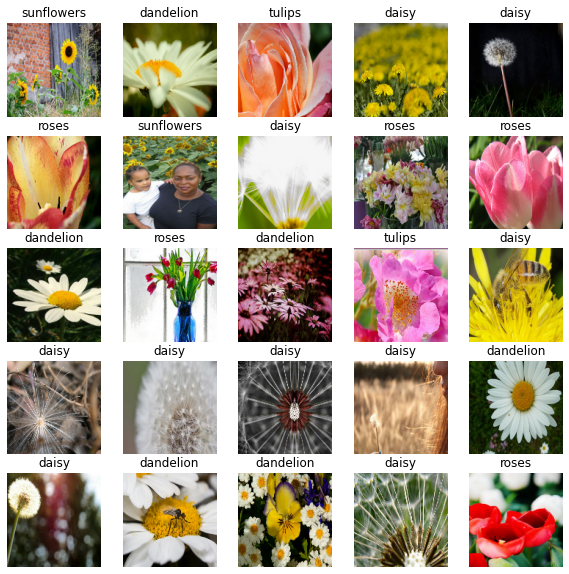 sunflowers dandelion tulips daisy daisy
roses sunflowers daisy roses roses
dandelion roses dandelion tulips daisy
daisy daisy daisy daisy dandelion
daisy dandelion dandelion daisy roses